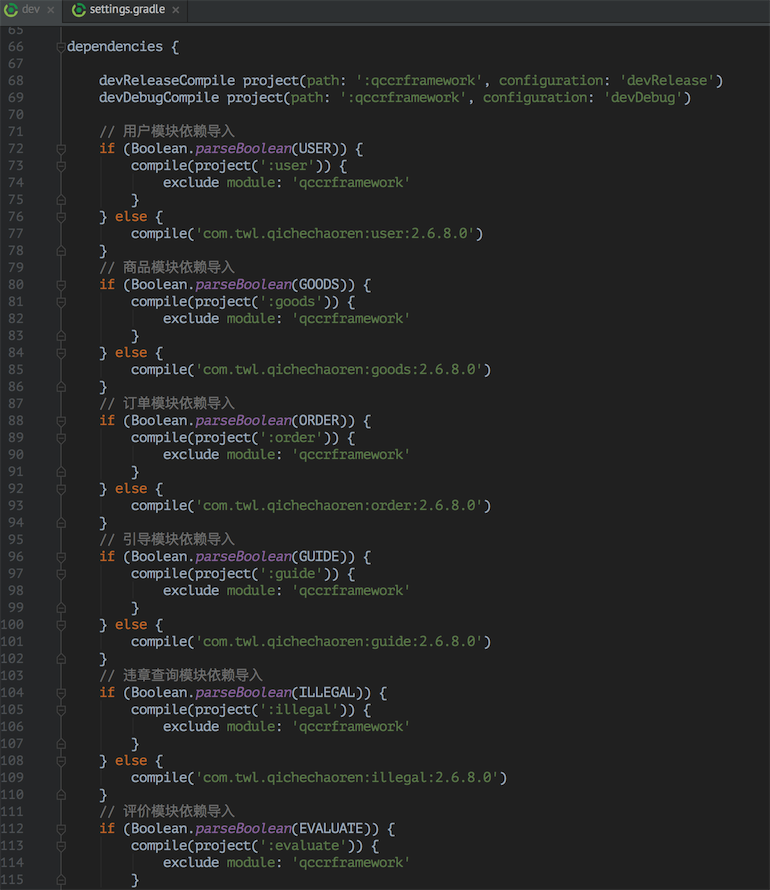 dev × settings.gradle ×
65
66 dependencies {
67
68     devReleaseCompile project(path: ':qccrframework', configuration: 'devRelease')
69     devDebugCompile project(path: ':qccrframework', configuration: 'devDebug')
70
71     // 用户模块依赖导入
72     if (Boolean.parseBoolean(USER)) {
73         compile(project(':user')) {
74             exclude module: 'qccrframework'
75         }
76     } else {
77         compile('com.twl.qichechaoren:user:2.6.8.0')
78     }
79     // 商品模块依赖导入
80     if (Boolean.parseBoolean(GOODS)) {
81         compile(project(':goods')) {
82             exclude module: 'qccrframework'
83         }
84     } else {
85         compile('com.twl.qichechaoren:goods:2.6.8.0')
86     }
87     // 订单模块依赖导入
88     if (Boolean.parseBoolean(ORDER)) {
89         compile(project(':order')) {
90             exclude module: 'qccrframework'
91         }
92     } else {
93         compile('com.twl.qichechaoren:order:2.6.8.0')
94     }
95     // 引导模块依赖导入
96     if (Boolean.parseBoolean(GUIDE)) {
97         compile(project(':guide')) {
98             exclude module: 'qccrframework'
99         }
100     } else {
101         compile('com.twl.qichechaoren:guide:2.6.8.0')
102     }
103     // 违章查询模块依赖导入
104     if (Boolean.parseBoolean(ILLEGAL)) {
105         compile(project(':illegal')) {
106             exclude module: 'qccrframework'
107         }
108     } else {
109         compile('com.twl.qichechaoren:illegal:2.6.8.0')
110     }
111     // 评价模块依赖导入
112     if (Boolean.parseBoolean(EVALUATE)) {
113         compile(project(':evaluate')) {
114             exclude module: 'qccrframework'
115         }